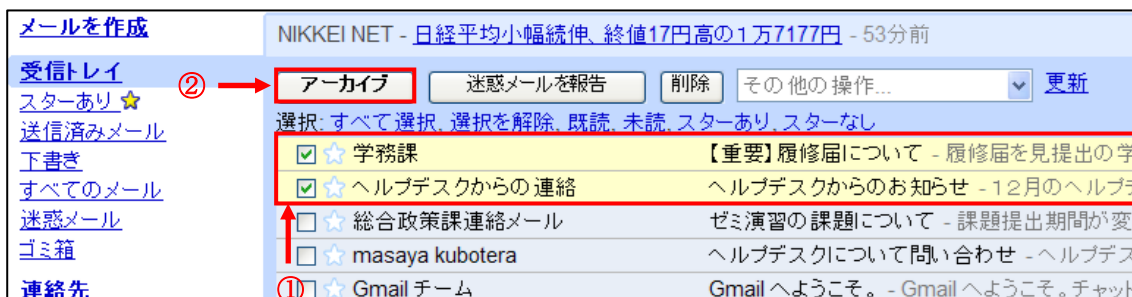 メールを作成
NIKKEI NET - 日経平均小幅続伸、終値17円高の1万7177円 - 53分前
受信トレイ
② アーカイブ 迷惑メールを報告 削除 その他の操作... 更新
スターあり
選択: すべて選択, 選択を解除, 既読, 未読, スターあり, スターなし
送信済みメール
学務課 【重要】履修届について - 履修届を見提出の学
下書き
ヘルプデスクからの連絡 ヘルプデスクからのお知らせ - 12月のヘルプデ
すべてのメール
総合政策課連絡メール ゼミ演習の課題について - 課題提出期間が変
迷惑メール
masaya kubotera ヘルプデスクについて問い合わせ - ヘルプデス
ゴミ箱
① Gmail チーム Gmail へようこそ。 - Gmail へようこそ。チャット
連絡先